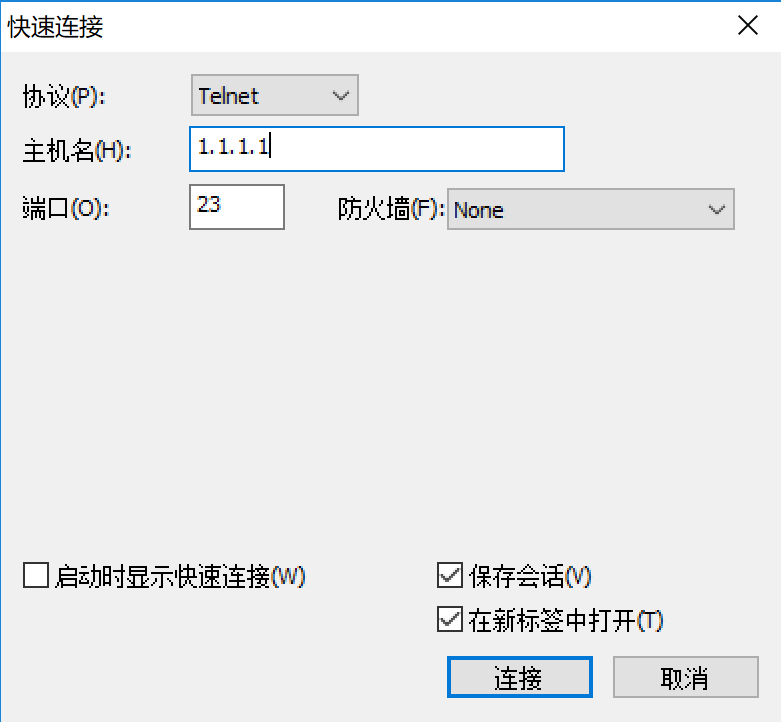 快速连接
协议(P): Telnet
主机名(H): 1.1.1.1
端口(O): 23 防火墙(F): None
启动时显示快速连接(W) 保存会话(V)
在新标签中打开(T)
连接 取消